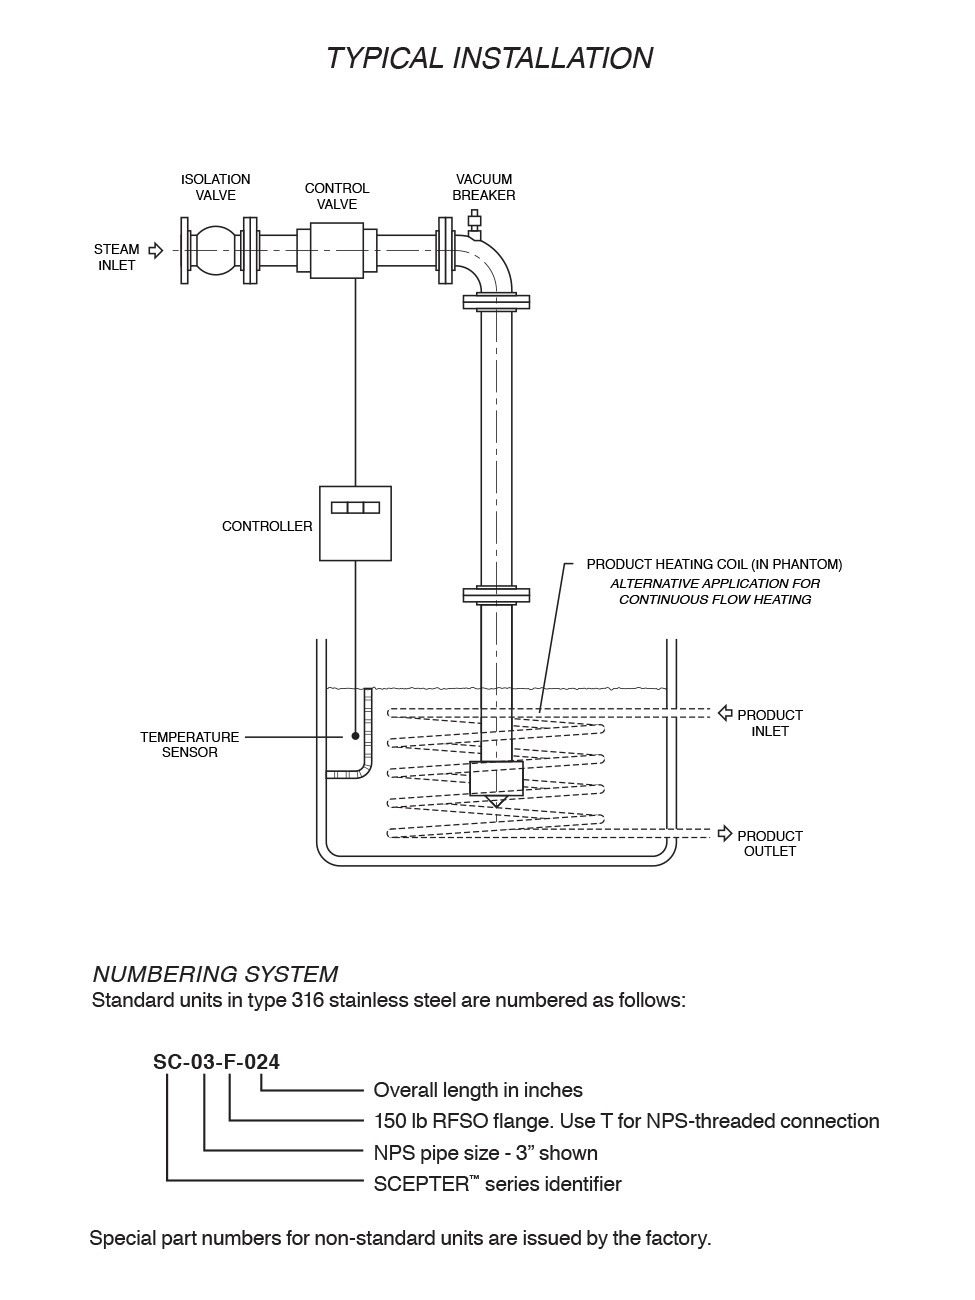 TYPICAL INSTALLATION
ISOLATION
VALVE
CONTROL
VALVE
VACUUM
BREAKER
STEAM
INLET
CONTROLLER
PRODUCT HEATING COIL (IN PHANTOM)
ALTERNATIVE APPLICATION FOR
CONTINUOUS FLOW HEATING
TEMPERATURE
SENSOR
PRODUCT
INLET
PRODUCT
OUTLET
NUMBERING SYSTEM
Standard units in type 316 stainless steel are numbered as follows:
SC-03-F-024
Overall length in inches
150 lb RFSO flange. Use T for NPS-threaded connection
NPS pipe size - 3” shown
SCEPTER™ series identifier
Special part numbers for non-standard units are issued by the factory.